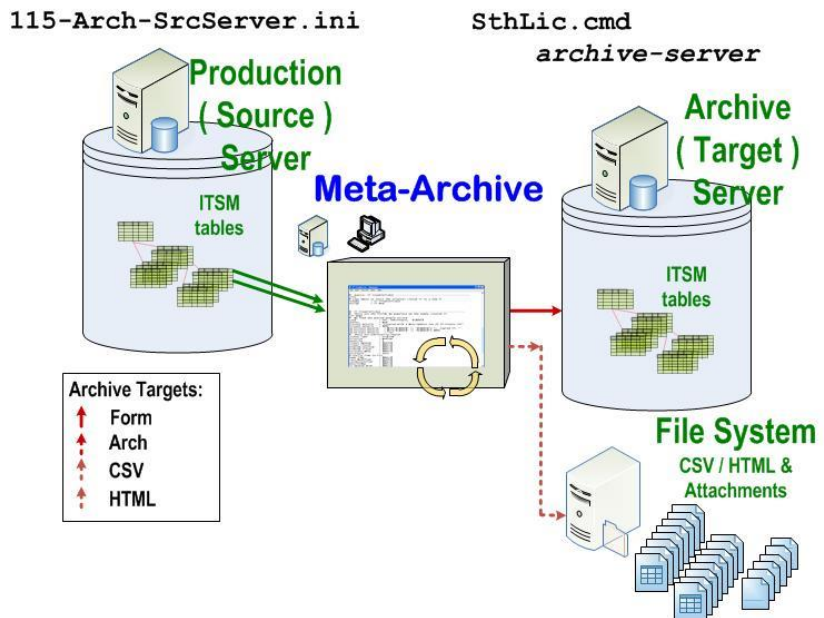 115-Arch-SrcServer.ini
SthLic.cmd
archive-server
Production
( Source )
Server
ITSM
tables
Meta-Archive
Archive
( Target )
Server
ITSM
tables
Archive Targets:
Form
Arch
CSV
HTML
File System
CSV / HTML &
Attachments